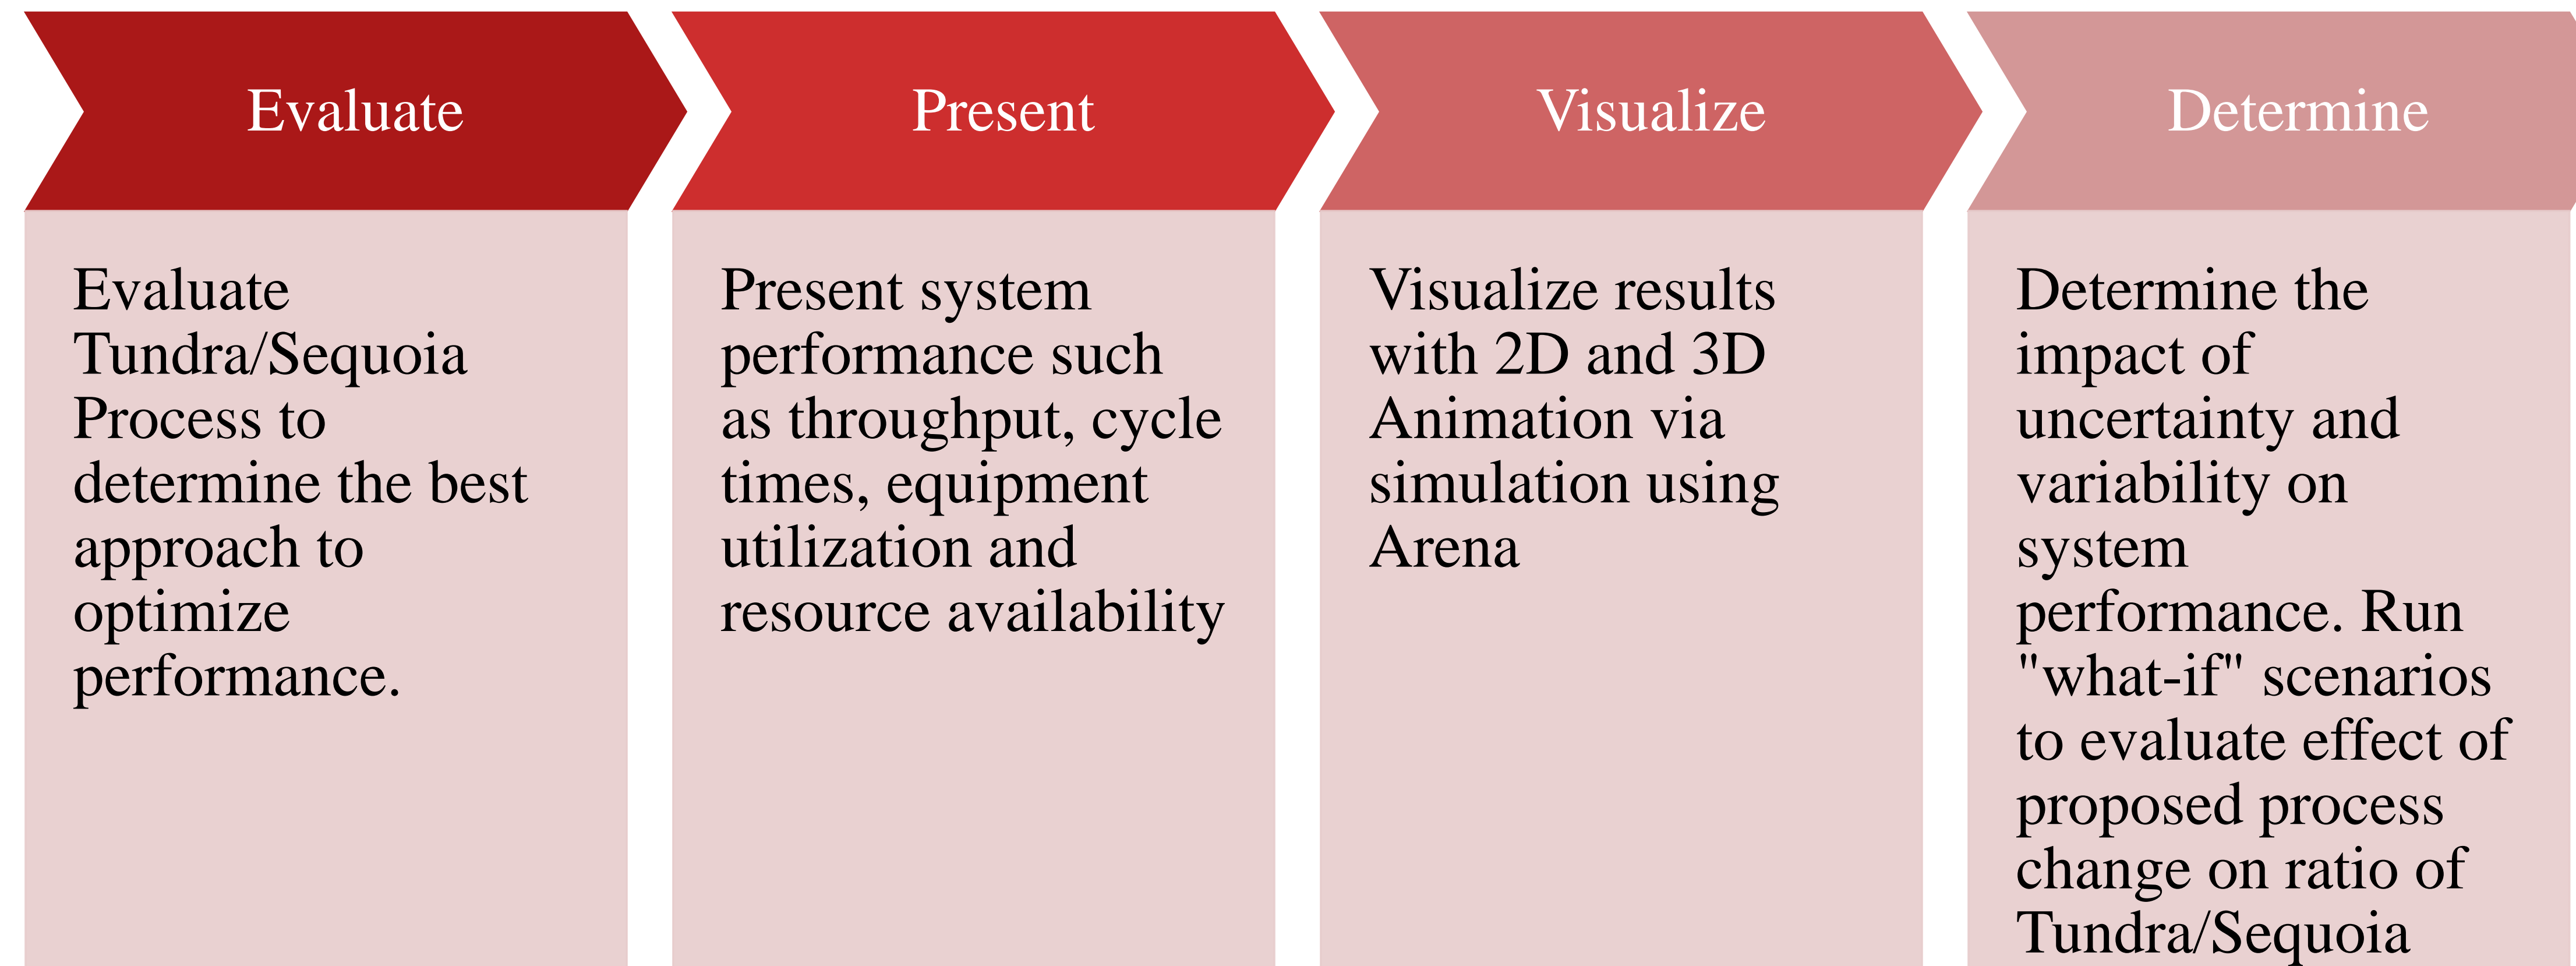 Evaluate
Evaluate
Tundra/Sequoia
Process to
determine the best
approach to
optimize
performance.
Present
Present system
performance such
as throughput, cycle
times, equipment
utilization and
resource availability
Visualize
Visualize results
with 2D and 3D
Animation via
simulation using
Arena
Determine
Determine the
impact of
uncertainty and
variability on
system
performance. Run
"what-if" scenarios
to evaluate effect of
proposed process
change on ratio of
Tundra/Sequoia